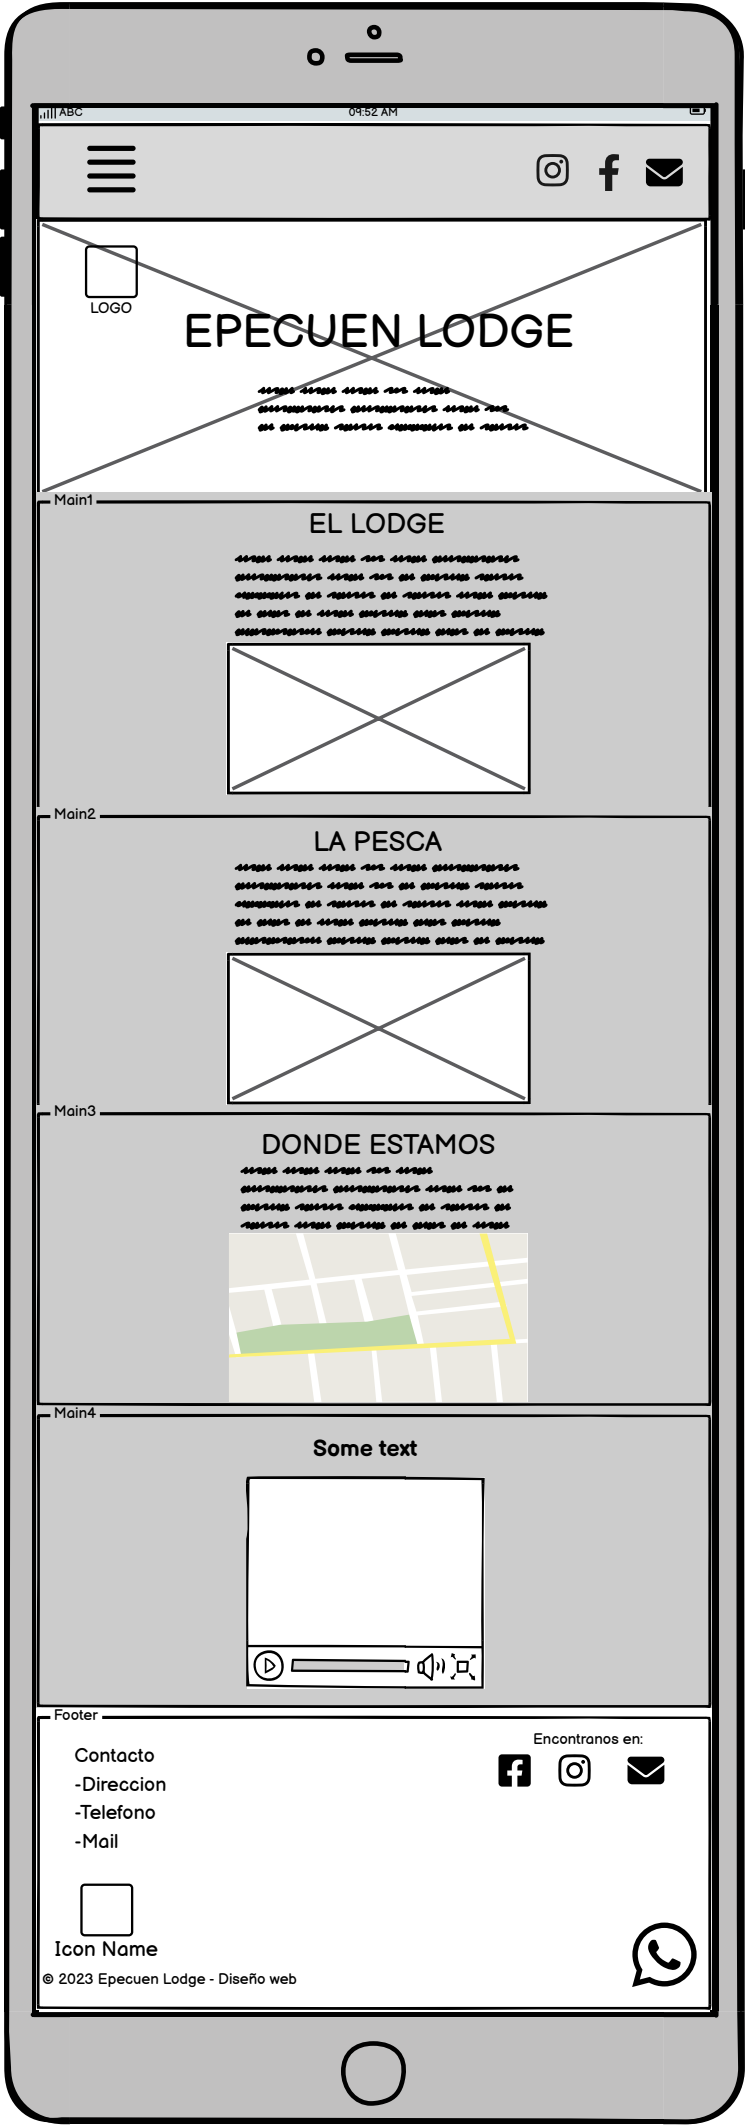 ABC
09:52 AM
LOGO
EPECUEN LODGE
Main1
EL LODGE
Main2
LA PESCA
Main3
DONDE ESTAMOS
Main4
Some text
Footer
Encontranos en:
Contacto
-Direccion
-Telefono
-Mail
Icon Name
© 2023 Epecuen Lodge - Diseño web